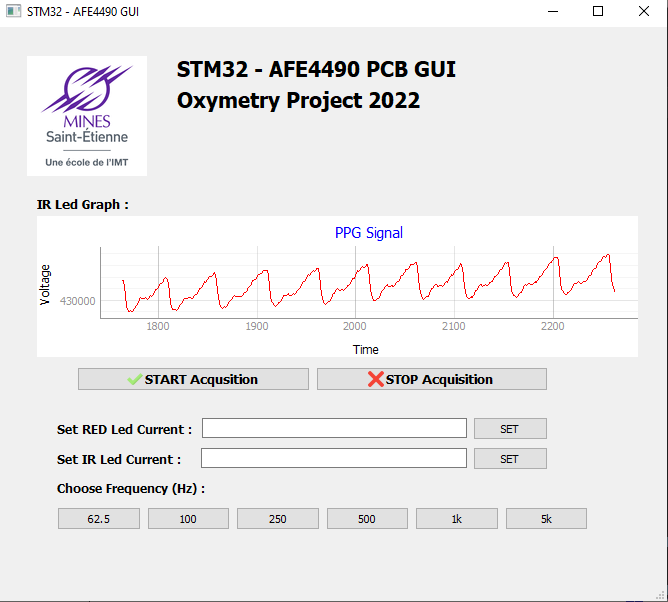 STM32 - AFE4490 GUI
STM32 - AFE4490 PCB GUI
Oxymetry Project 2022
MINES
Saint-Étienne
Une école de l'IMT
IR Led Graph :
PPG Signal
Voltage
430000
1800 1900 2000 2100 2200
Time
START Acqusition STOP Acquisition
Set RED Led Current : SET
Set IR Led Current : SET
Choose Frequency (Hz) :
62.5 100 250 500 1k 5k